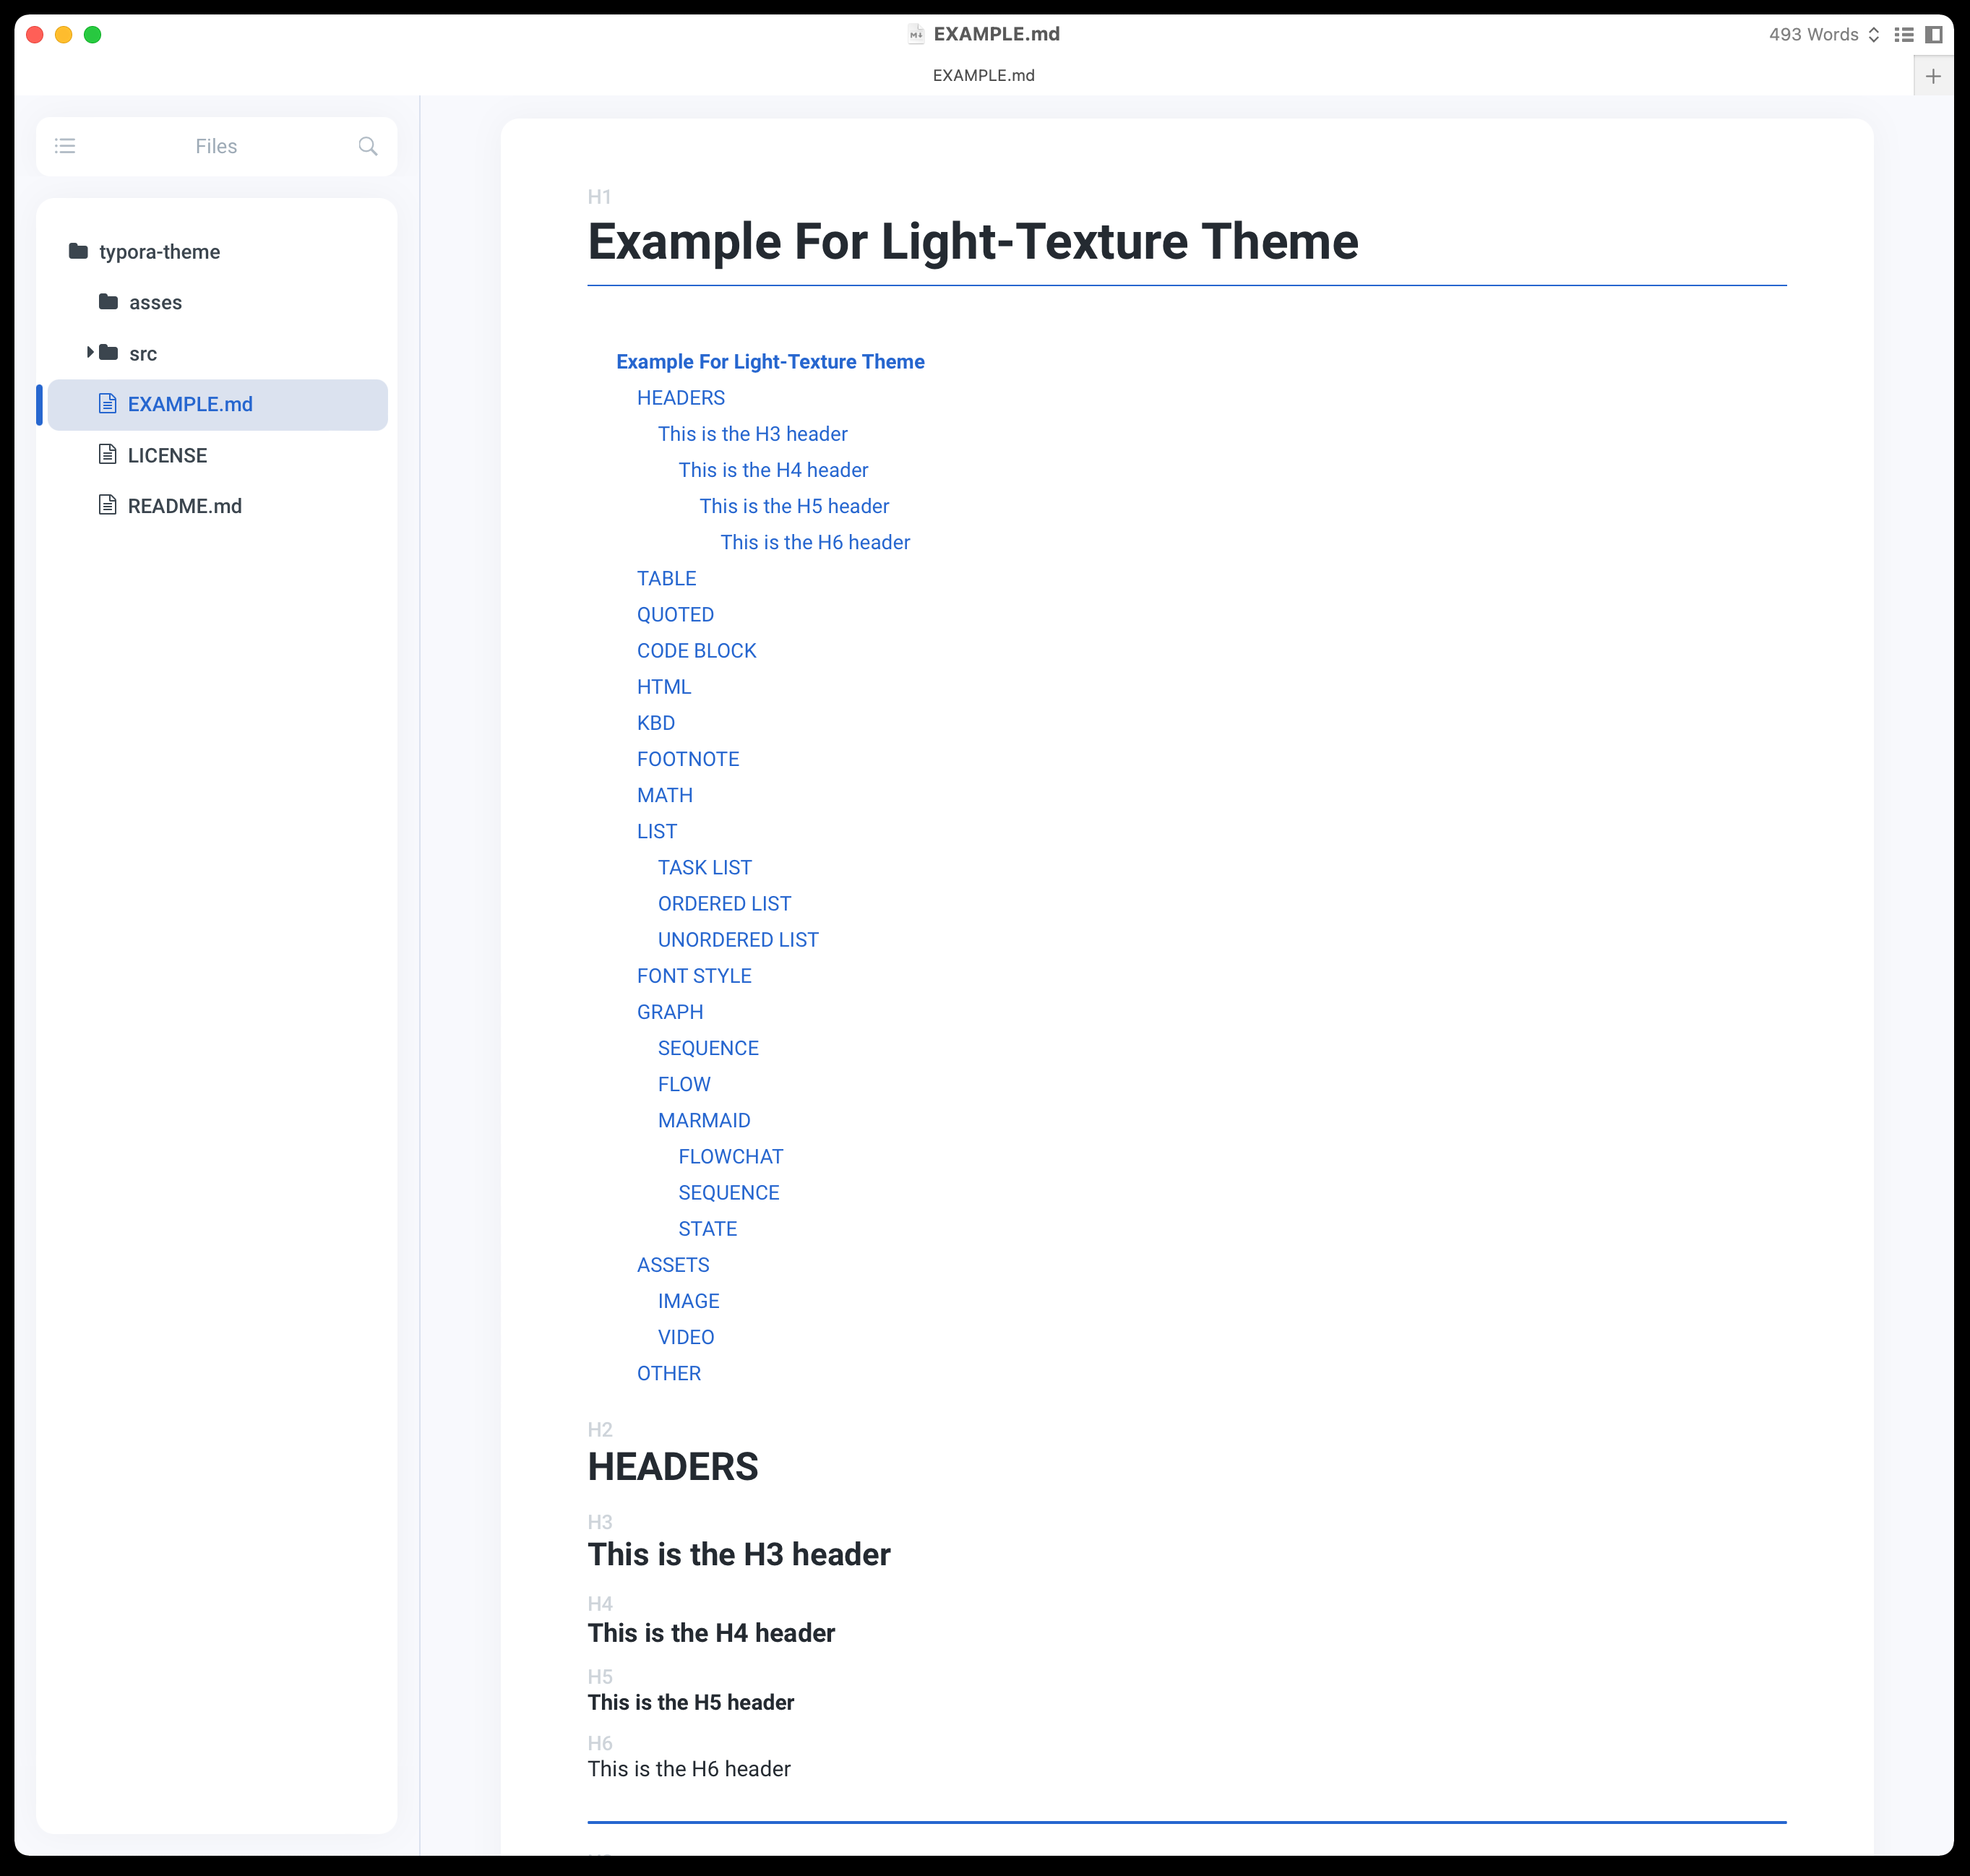 EXAMPLE.md
493 Words
EXAMPLE.md
Files
typora-theme
asses
src
EXAMPLE.md
LICENSE
README.md
H1
Example For Light-Texture Theme
Example For Light-Texture Theme
HEADERS
This is the H3 header
This is the H4 header
This is the H5 header
This is the H6 header
TABLE
QUOTED
CODE BLOCK
HTML
KBD
FOOTNOTE
MATH
LIST
TASK LIST
ORDERED LIST
UNORDERED LIST
FONT STYLE
GRAPH
SEQUENCE
FLOW
MARMAID
FLOWCHAT
SEQUENCE
STATE
ASSETS
IMAGE
VIDEO
OTHER
H2
HEADERS
H3
This is the H3 header
H4
This is the H4 header
H5
This is the H5 header
H6
This is the H6 header